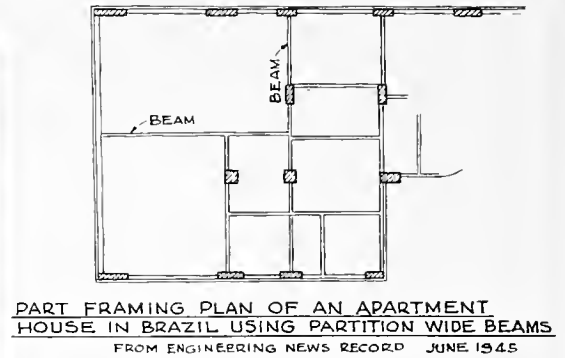 BEAM
BEAM
PART FRAMING PLAN OF AN APARTMENT
HOUSE IN BRAZIL USING PARTITION WIDE BEAMS
FROM ENGINEERING NEWS RECORD JUNE 1945